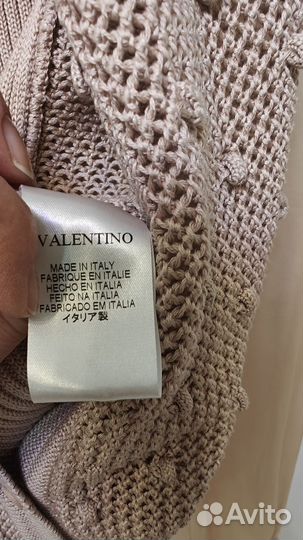 VALENTINO
MADE IN ITALY
FABRIQUE EN ITALIE
HECHO EN ITALIA
FEITO NA ITÁLIA
FABRICADO EM ITALIA
イタリア製
Avito